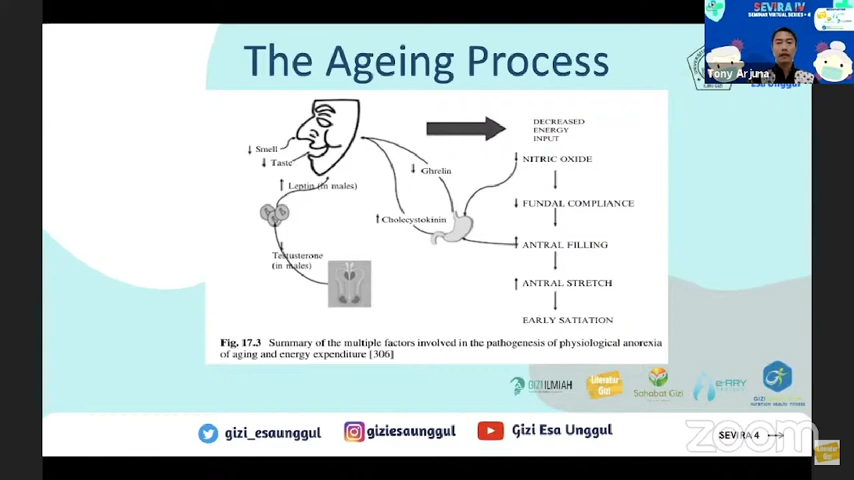 SEVIRA IV
SEMINAR VIRTUAL SERIES - 4
Tony Arjuna
Esa Unggul
The Ageing Process
DECREASED
ENERGY
INPUT
↓ Smell
↓ Taste
↑ Leptin (in males)
↓ Ghrelin
↑ Cholecystokinin
↓ Testusterone
(in males)
↓ NITRIC OXIDE
↓ FUNDAL COMPLIANCE
↑ ANTRAL FILLING
↑ ANTRAL STRETCH
EARLY SATIATION
Fig. 17.3 Summary of the multiple factors involved in the pathogenesis of physiological anorexia
of aging and energy expenditure [306]
GIZI ILMIAH
Literatur
Gizi
Sahabat Gizi
e-RRY
GIZI
gizi_esaunggul
giziesaunggul
Gizi Esa Unggul
SEVIRA 4
zoom